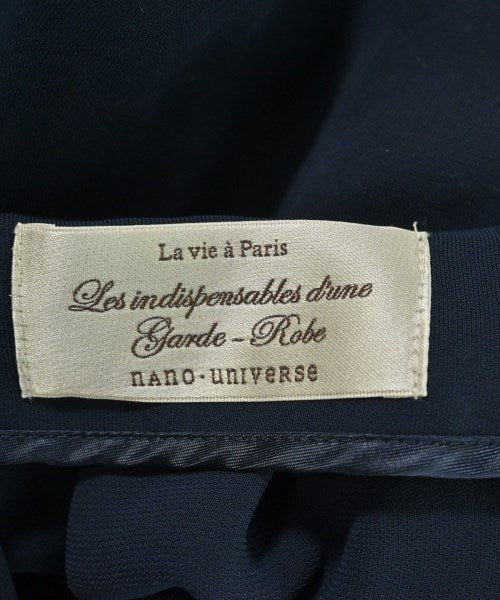 La vie à Paris
Les indispensables d'une
Garde - Robe
nano·universe